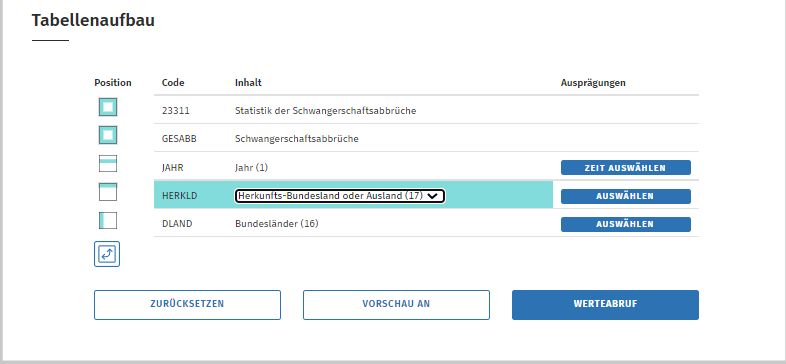 Tabellenaufbau
Position Code Inhalt Ausprägungen
23311 Statistik der Schwangerschaftsabbrüche
GESABB Schwangerschaftsabbrüche
JAHR Jahr (1) ZEIT AUSWÄHLEN
HERKLD Herkunfts-Bundesland oder Ausland (17) AUSWÄHLEN
DLAND Bundesländer (16) AUSWÄHLEN
ZURÜCKSETZEN VORSCHAU AN WERTEABRUF